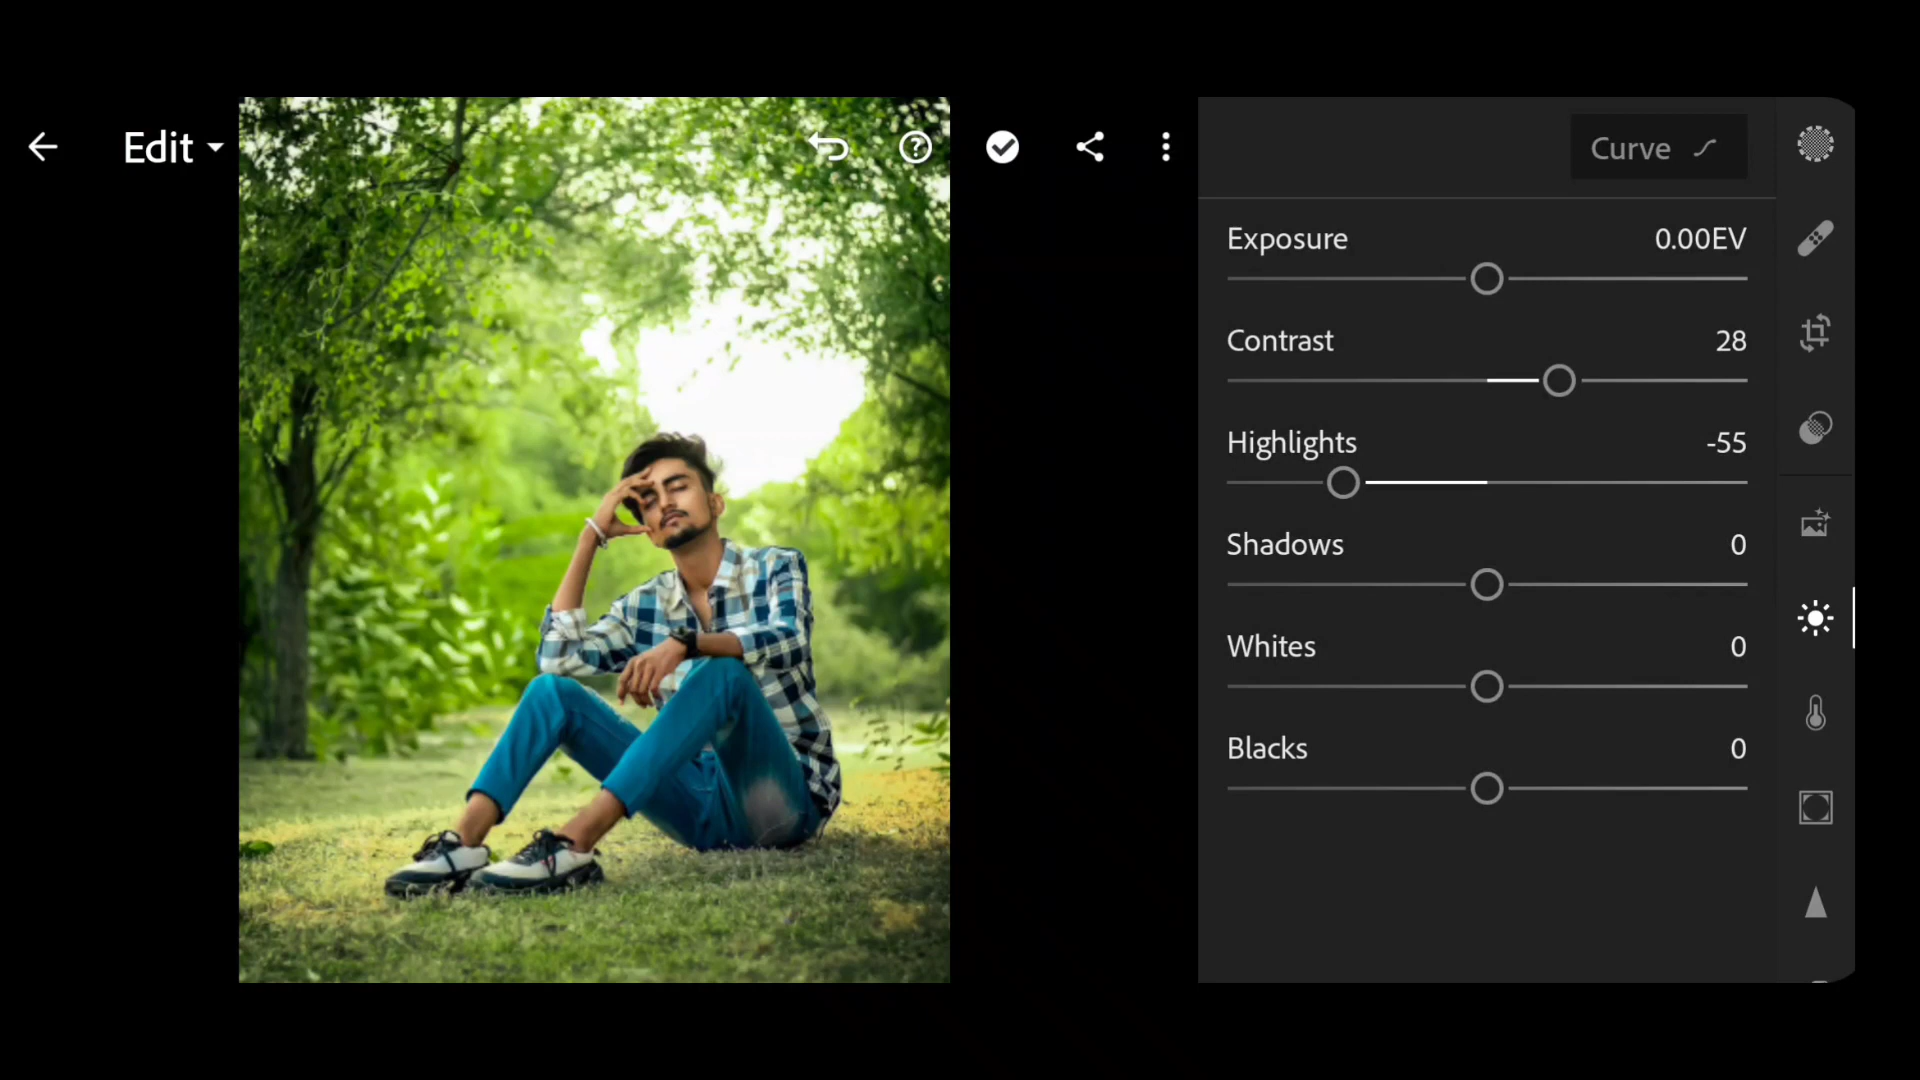 Edit
Curve
Exposure 0.00EV
Contrast 28
Highlights -55
Shadows 0
Whites 0
Blacks 0